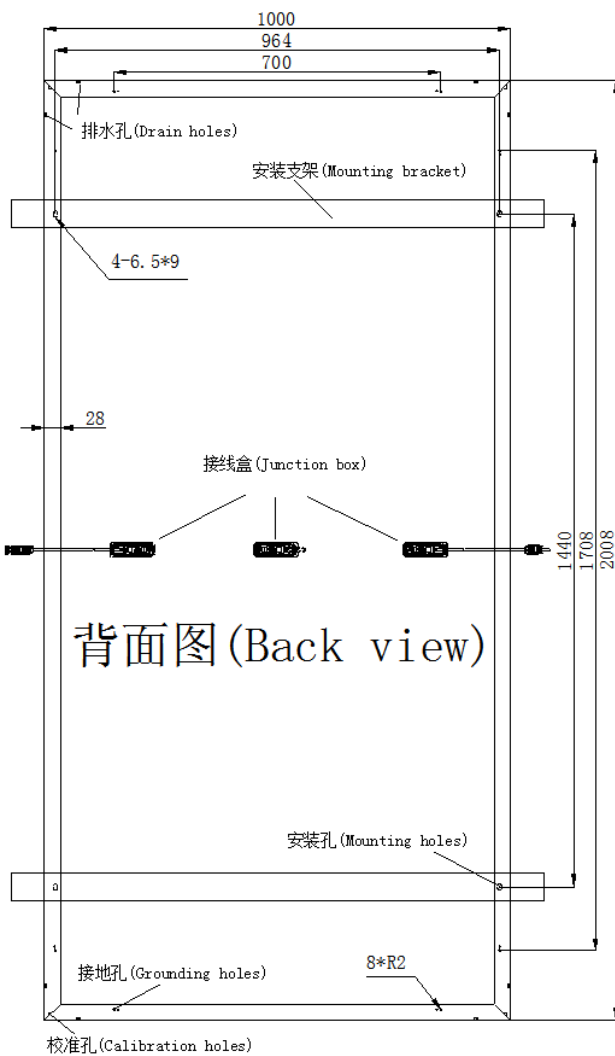 1000
964
700
排水孔(Drain holes)
安装支架(Mounting bracket)
4-6.5*9
28
接线盒(Junction box)
1440
1708
2008
背面图(Back view)
安装孔(Mounting holes)
接地孔(Grounding holes)
8*R2
校准孔(Calibration holes)